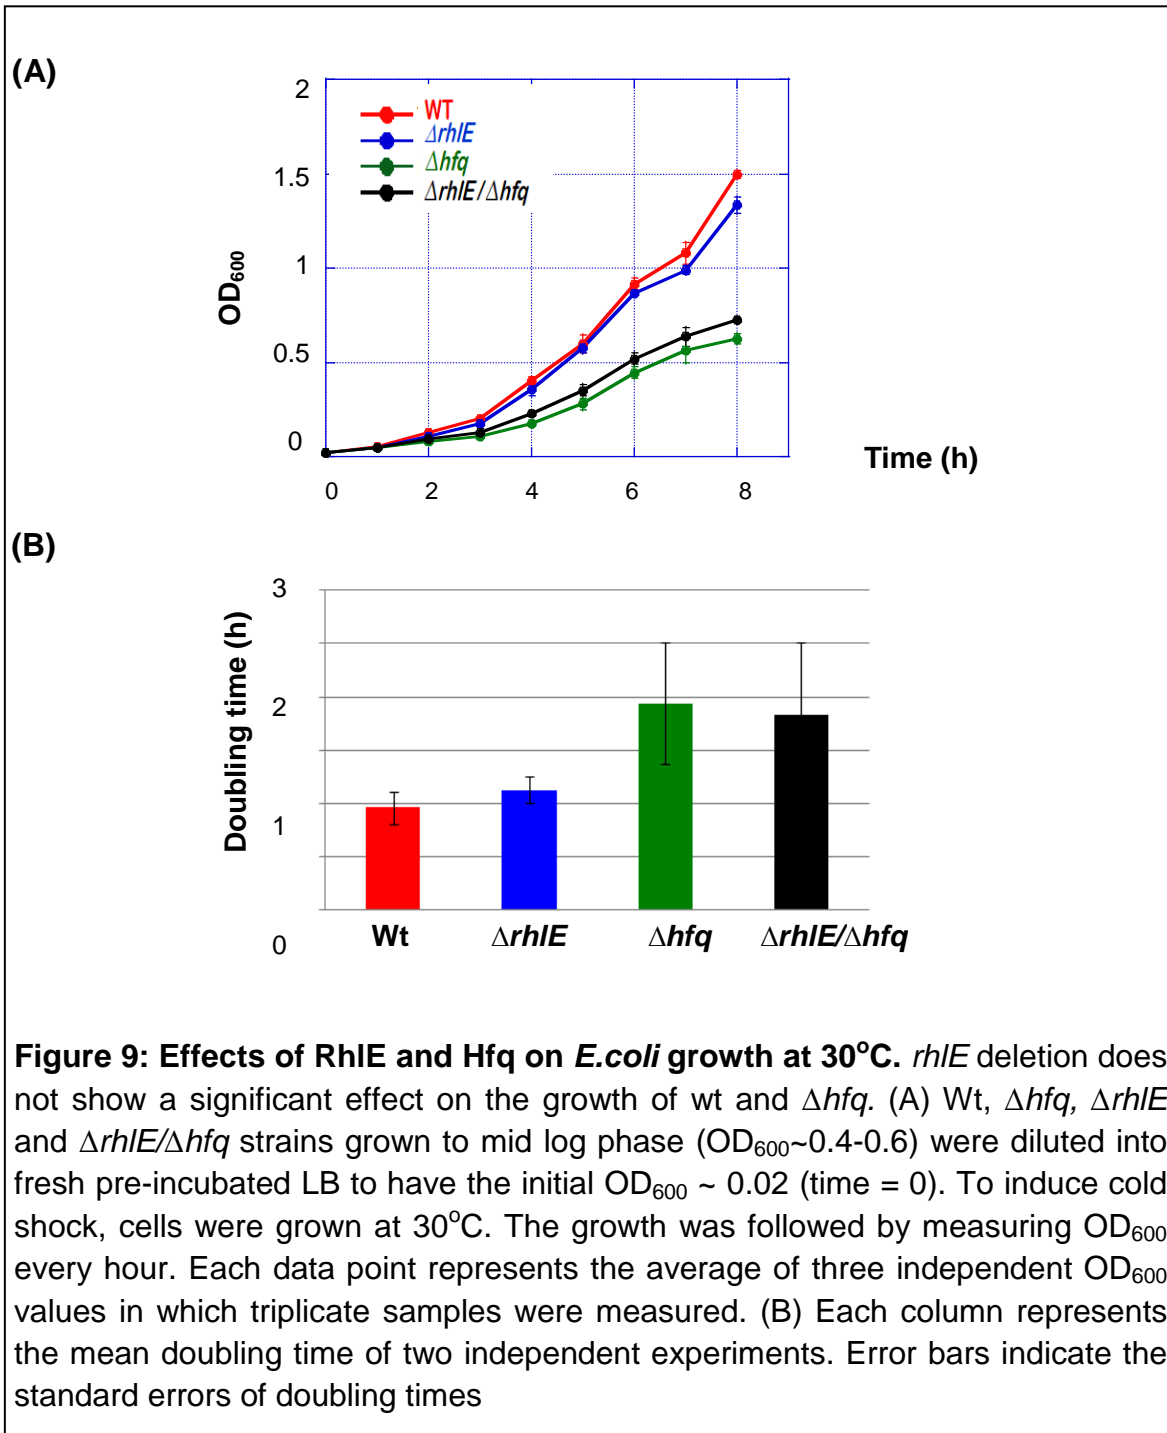 (A)
2
1.5
1
0.5
0
OD600
WT
ΔrhlE
Δhfq
ΔrhlE/Δhfq
0 2 4 6 8
Time (h)
(B)
3
2
1
0
Doubling time (h)
Wt ΔrhlE Δhfq ΔrhlE/Δhfq
Figure 9: Effects of RhlE and Hfq on E.coli growth at 30oC. rhlE deletion does
not show a significant effect on the growth of wt and Δhfq. (A) Wt, Δhfq, ΔrhlE
and ΔrhlE/Δhfq strains grown to mid log phase (OD600~0.4-0.6) were diluted into
fresh pre-incubated LB to have the initial OD600 ~ 0.02 (time = 0). To induce cold
shock, cells were grown at 30oC. The growth was followed by measuring OD600
every hour. Each data point represents the average of three independent OD600
values in which triplicate samples were measured. (B) Each column represents
the mean doubling time of two independent experiments. Error bars indicate the
standard errors of doubling times